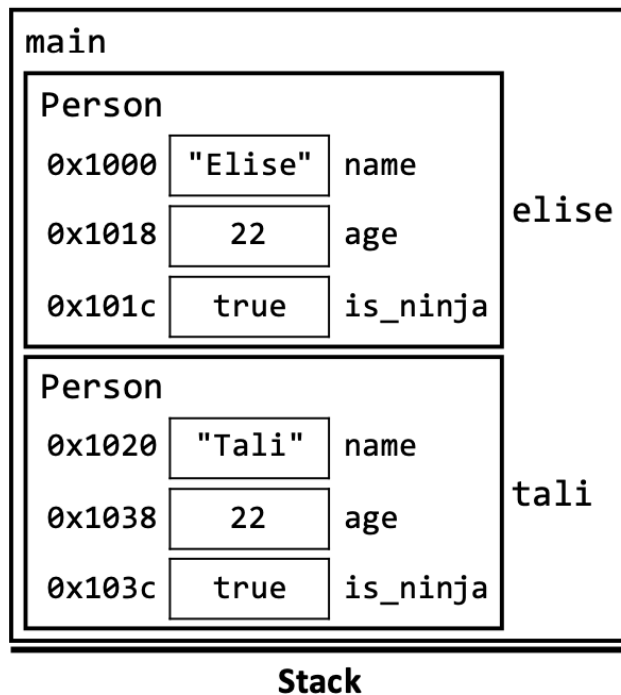 main
Person
0x1000 "Elise" name
0x1018 22 age
elise
0x101c true is_ninja
Person
0x1020 "Tali" name
0x1038 22 age
tali
0x103c true is_ninja
Stack